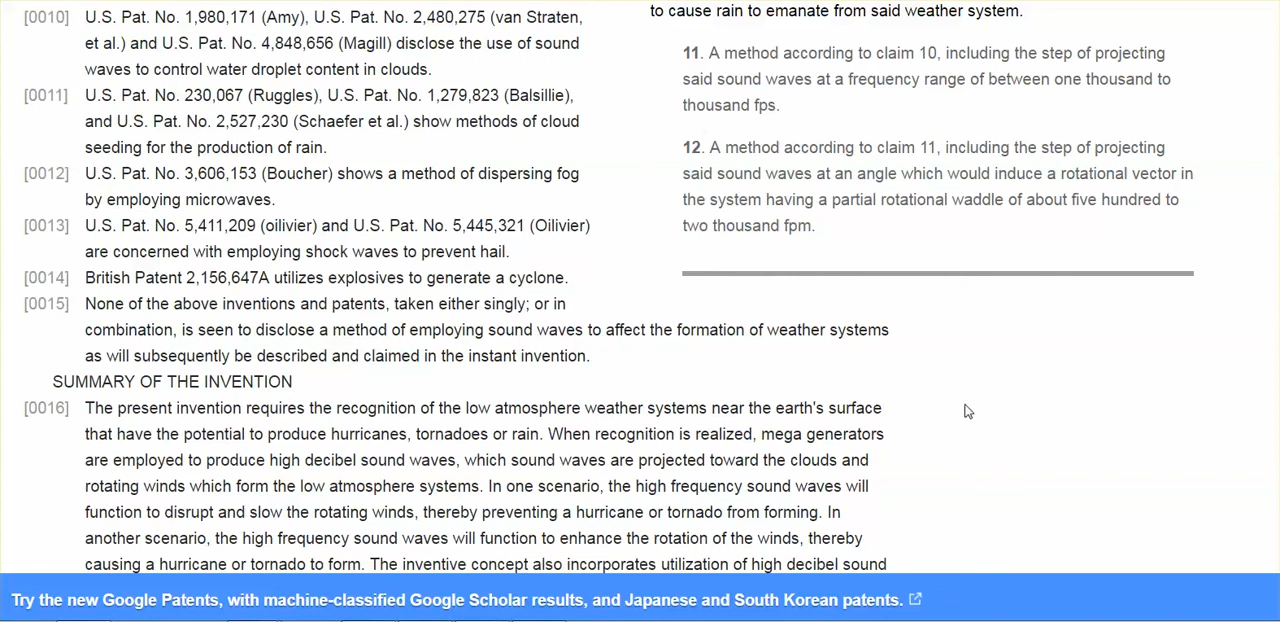 [0010] U.S. Pat. No. 1,980,171 (Amy), U.S. Pat. No. 2,480,275 (van Straten,
et al.) and U.S. Pat. No. 4,848,656 (Magill) disclose the use of sound
waves to control water droplet content in clouds.
[0011] U.S. Pat. No. 230,067 (Ruggles), U.S. Pat. No. 1,279,823 (Balsillie),
and U.S. Pat. No. 2,527,230 (Schaefer et al.) show methods of cloud
seeding for the production of rain.
[0012] U.S. Pat. No. 3,606,153 (Boucher) shows a method of dispersing fog
by employing microwaves.
[0013] U.S. Pat. No. 5,411,209 (oilivier) and U.S. Pat. No. 5,445,321 (Oilivier)
are concerned with employing shock waves to prevent hail.
[0014] British Patent 2,156,647A utilizes explosives to generate a cyclone.
[0015] None of the above inventions and patents, taken either singly; or in
combination, is seen to disclose a method of employing sound waves to affect the formation of weather systems
as will subsequently be described and claimed in the instant invention.
SUMMARY OF THE INVENTION
[0016] The present invention requires the recognition of the low atmosphere weather systems near the earth's surface
that have the potential to produce hurricanes, tornadoes or rain. When recognition is realized, mega generators
are employed to produce high decibel sound waves, which sound waves are projected toward the clouds and
rotating winds which form the low atmosphere systems. In one scenario, the high frequency sound waves will
function to disrupt and slow the rotating winds, thereby preventing a hurricane or tornado from forming. In
another scenario, the high frequency sound waves will function to enhance the rotation of the winds, thereby
causing a hurricane or tornado to form. The inventive concept also incorporates utilization of high decibel sound
to cause rain to emanate from said weather system.
11. A method according to claim 10, including the step of projecting
said sound waves at a frequency range of between one thousand to
thousand fps.
12. A method according to claim 11, including the step of projecting
said sound waves at an angle which would induce a rotational vector in
the system having a partial rotational waddle of about five hundred to
two thousand fpm.
Try the new Google Patents, with machine-classified Google Scholar results, and Japanese and South Korean patents.